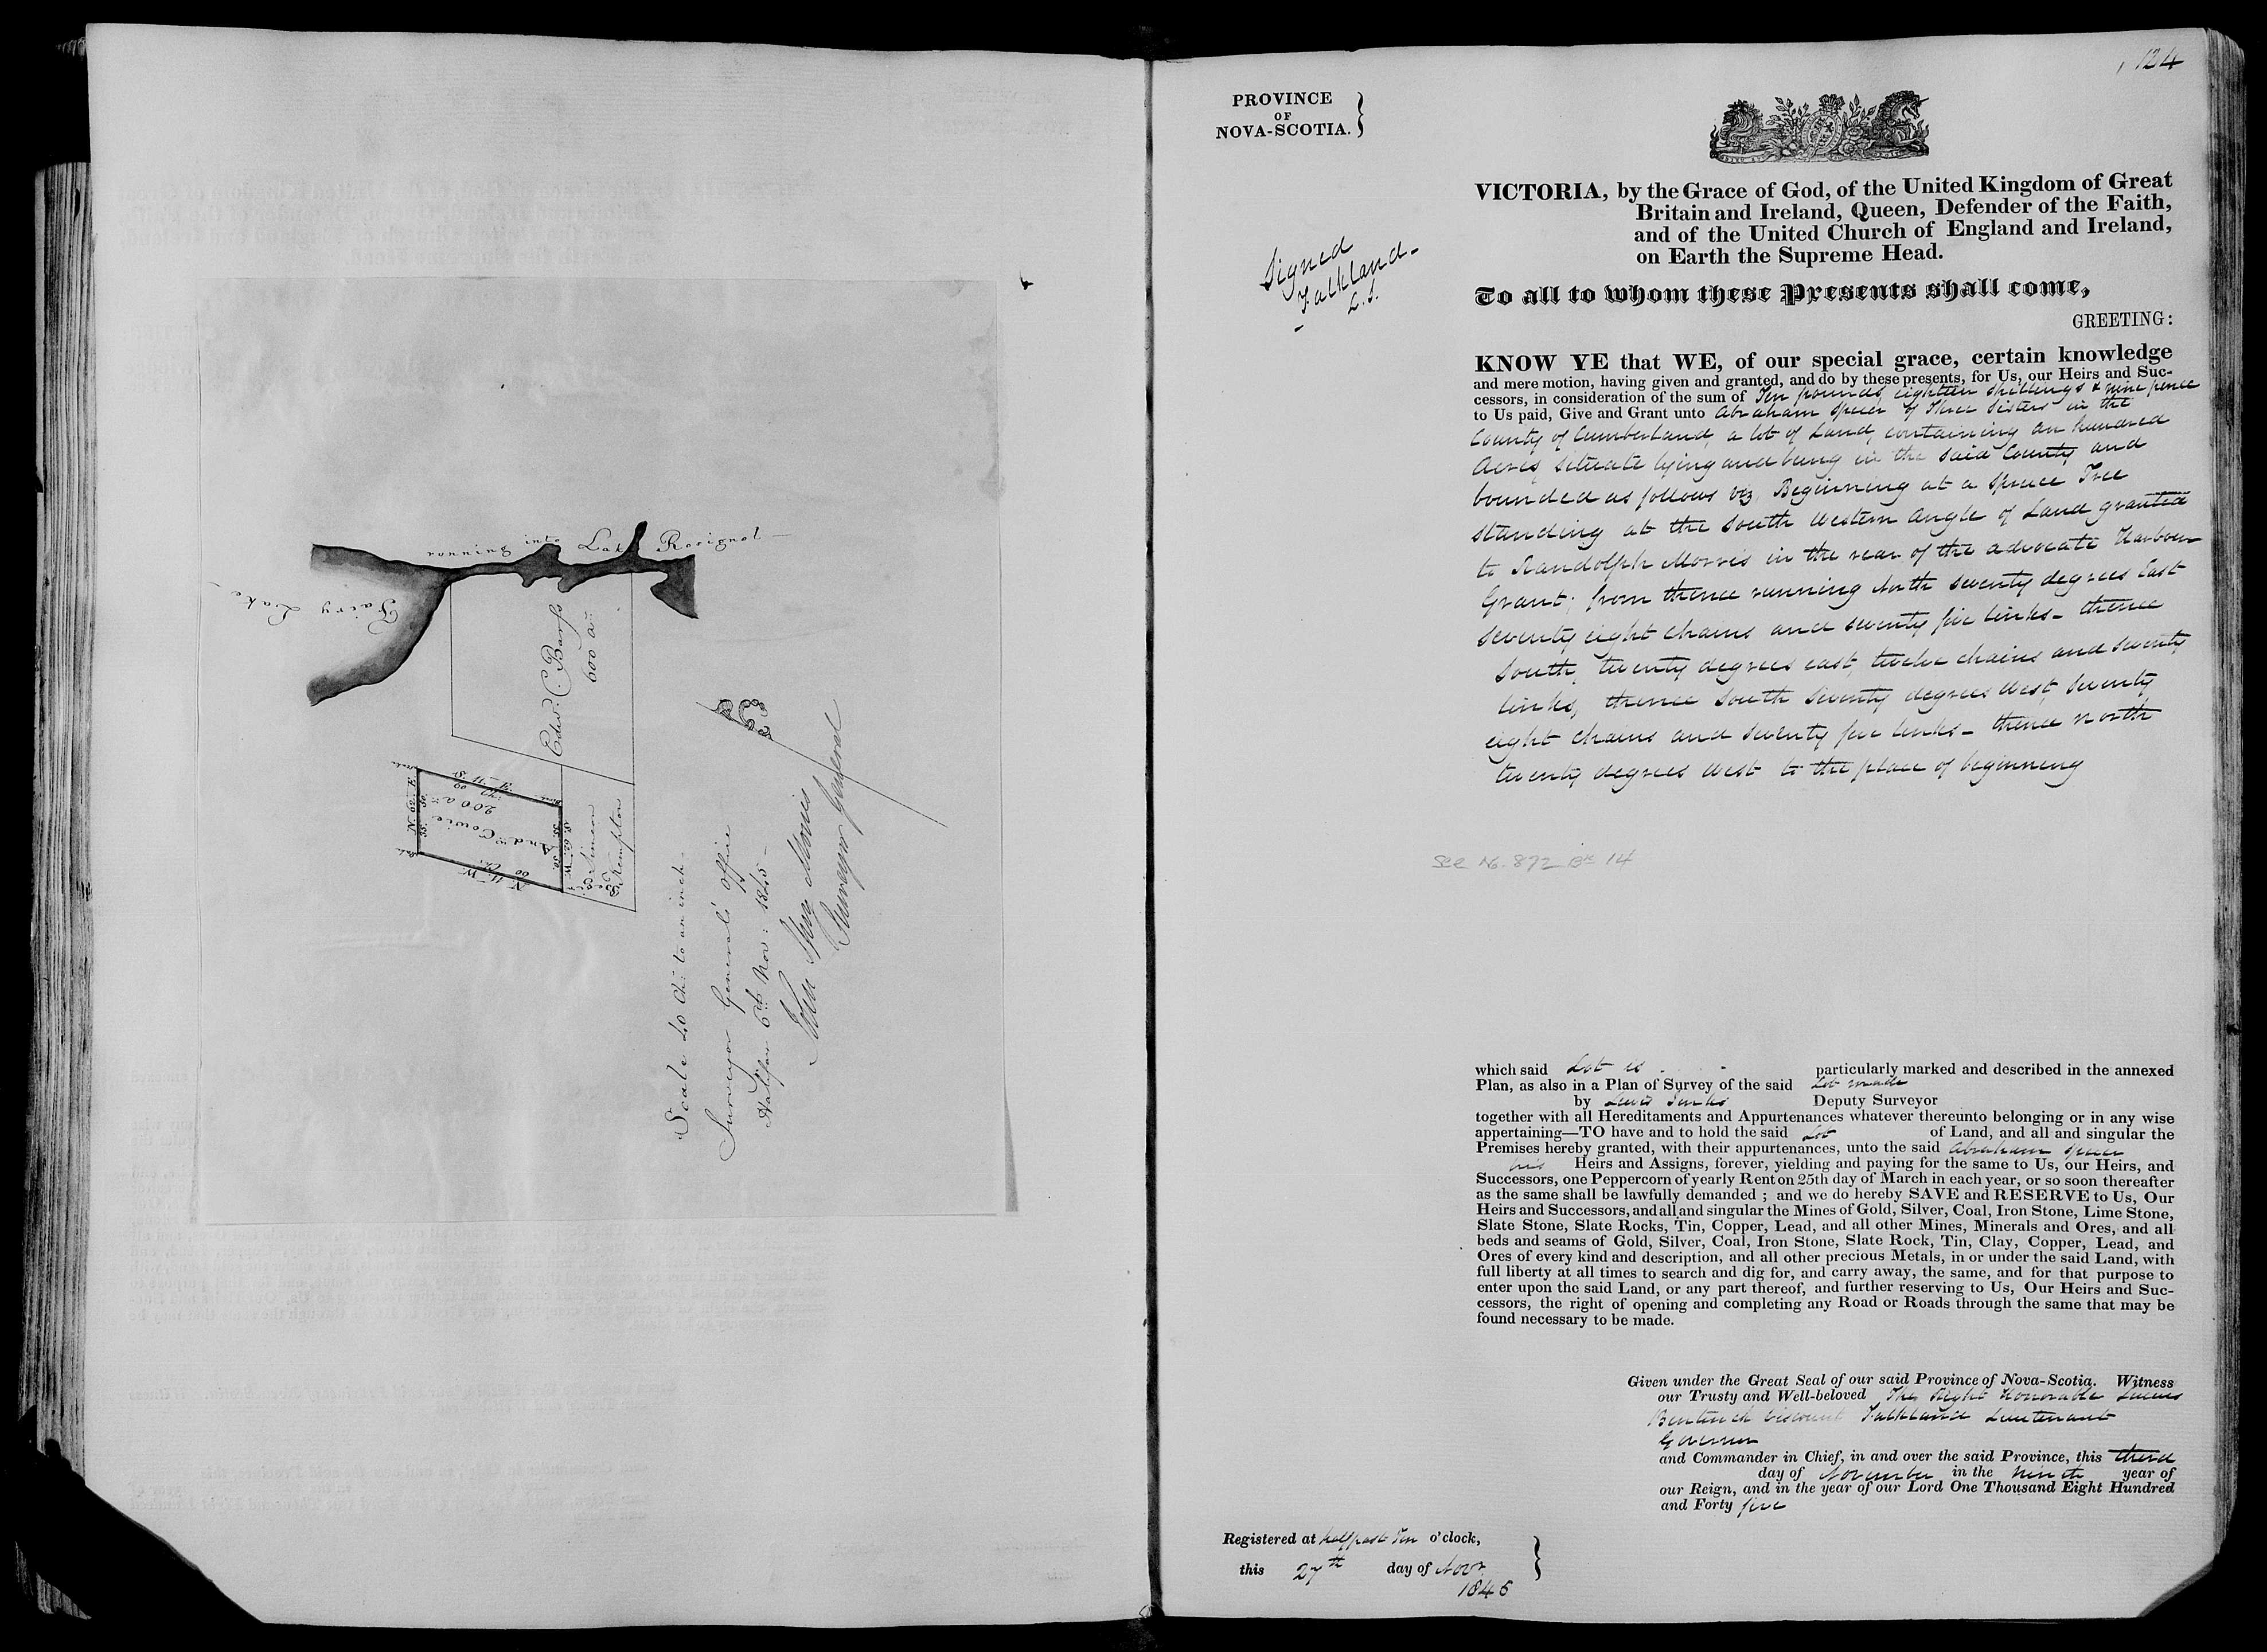 running into Lake Rosignol
Fairy Lake
Edwd. C. Barss
600 as.
N. 62. E
35. 50.
200 as.
Andw. Cowie
S. 62. W
35. 50.
Simeon
Kempton
Scale 40 Chs. to an inch
Surveyor General's Office
Halifax 6th Nov: 1845
John Spry Morris
Surveyor General
124
PROVINCE
OF
NOVA-SCOTIA.
Signed
Falkland
L.S.
VICTORIA, by the Grace of God, of the United Kingdom of Great
Britain and Ireland, Queen, Defender of the Faith,
and of the United Church of England and Ireland,
on Earth the Supreme Head.
To all to whom these Presents shall come,
GREETING:
KNOW YE that WE, of our special grace, certain knowledge
and mere motion, having given and granted, and do by these presents, for Us, our Heirs and Suc-
cessors, in consideration of the sum of Ten pounds, eighteen shillings & nine pence
to Us paid, Give and Grant unto Abraham Speer of Three Sisters in the
County of Cumberland, a lot of Land, containing an hundred
Acres, situate lying and being in the said County and
bounded as follows viz Beginning at a Spruce Tree
standing at the South Western Angle of Land granted
to Randolph Morris in the rear of the Advocate Harbour
Grant; from thence running North seventy degrees East
seventy eight chains and seventy five links - thence
South, twenty degrees east, twelve chains and seventy
links, thence South Seventy degrees West, seventy
eight chains and seventy five links - thence north
twenty degrees West to the place of beginning
See No. 872 Bk 14
which said Lot is particularly marked and described in the annexed
Plan, as also in a Plan of Survey of the said Lot made
by Lewis Jenks Deputy Surveyor
together with all Hereditaments and Appurtenances whatever thereunto belonging or in any wise
appertaining—TO have and to hold the said Lot of Land, and all and singular the
Premises hereby granted, with their appurtenances, unto the said Abraham Speer
his Heirs and Assigns, forever, yielding and paying for the same to Us, our Heirs, and
Successors, one Peppercorn of yearly Rent on 25th day of March in each year, or so soon thereafter
as the same shall be lawfully demanded ; and we do hereby SAVE and RESERVE to Us, Our
Heirs and Successors, and all and singular the Mines of Gold, Silver, Coal, Iron Stone, Lime Stone,
Slate Stone, Slate Rocks, Tin, Copper, Lead, and all other Mines, Minerals and Ores, and all
beds and seams of Gold, Silver, Coal, Iron Stone, Slate Rock, Tin, Clay, Copper, Lead, and
Ores of every kind and description, and all other precious Metals, in or under the said Land, with
full liberty at all times to search and dig for, and carry away, the same, and for that purpose to
enter upon the said Land, or any part thereof, and further reserving to Us, Our Heirs and Suc-
cessors, the right of opening and completing any Road or Roads through the same that may be
found necessary to be made.
Given under the Great Seal of our said Province of Nova-Scotia. Witness
our Trusty and Well-beloved The Right Honorable Lucius
Bentinck Viscount Falkland Lieutenant
Governor
and Commander in Chief, in and over the said Province, this third
day of November in the ninth year of
our Reign, and in the year of our Lord One Thousand Eight Hundred
and Forty five
Registered at half past Ten o'clock,
this 27th day of Novr
1845